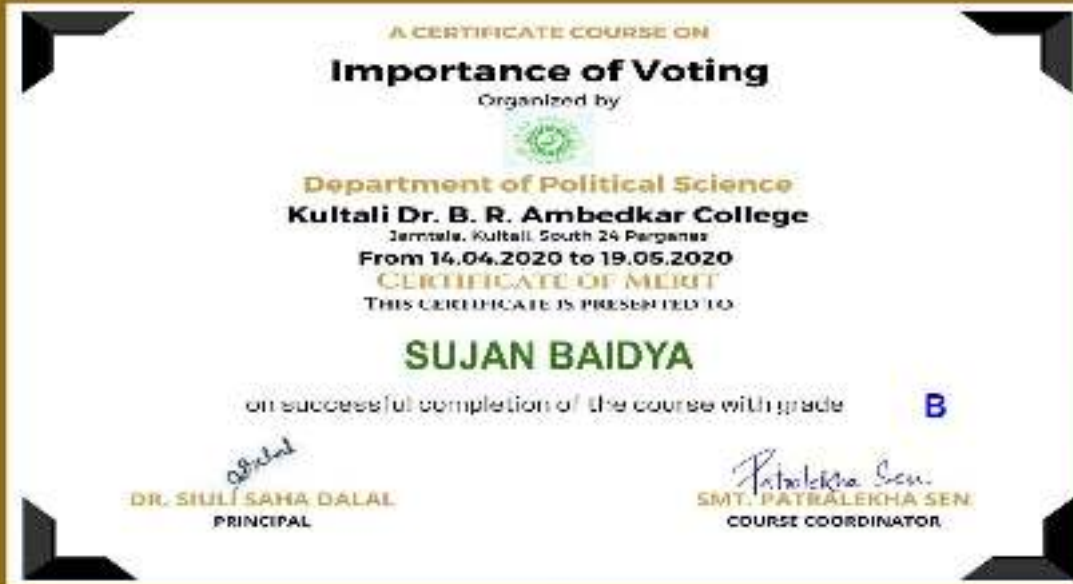 A CERTIFICATE COURSE ON
Importance of Voting
Organized by
Department of Political Science
Kultali Dr. B. R. Ambedkar College
Jamtala, Kultali, South 24 Parganas
From 14.04.2020 to 19.05.2020
CERTIFICATE OF MERIT
THIS CERTIFICATE IS PRESENTED TO
SUJAN BAIDYA
on successful completion of the course with grade B
Patralekha Sen.
DR. SIULI SAHA DALAL
SMT. PATRALEKHA SEN
PRINCIPAL
COURSE COORDINATOR